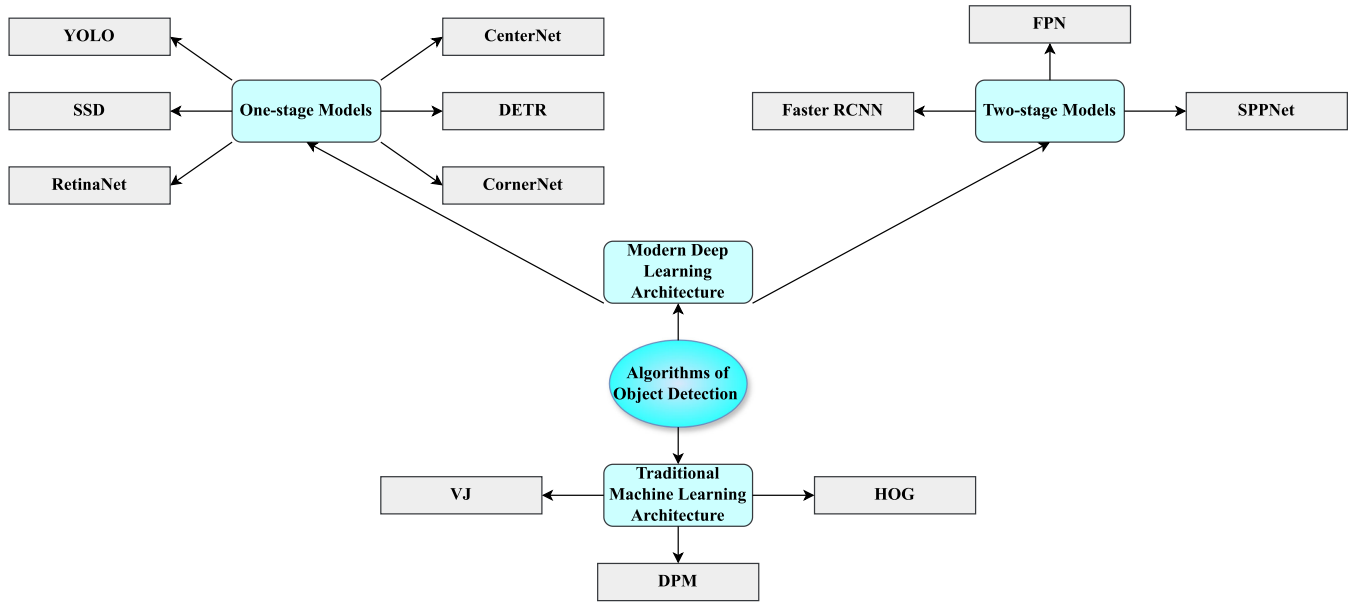 FPN
YOLO
CenterNet
SSD
One-stage Models
DETR
Faster RCNN
Two-stage Models
SPPNet
RetinaNet
CornerNet
Modern Deep
Learning
Architecture
Algorithms of
Object Detection
Traditional
Machine Learning
Architecture
VJ
HOG
DPM